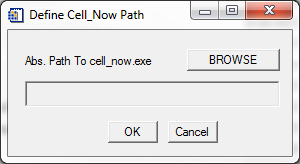 Define Cell_Now Path
Abs. Path To cell_now.exe
BROWSE
OK
Cancel